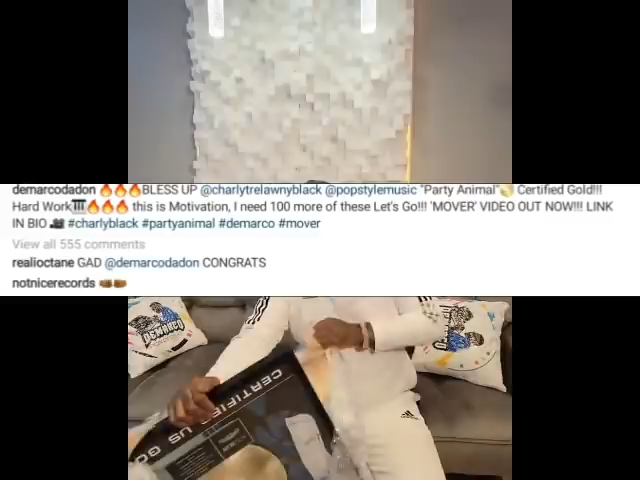 demarcodadon 🔥🔥🔥BLESS UP @charlytrelawnyblack @popstylemusic "Party Animal" Certified Gold!!!
Hard Work🎹🔥🔥🔥 this is Motivation, I need 100 more of these Let's Go!!! 'MOVER' VIDEO OUT NOW!!! LINK
IN BIO 🎥 #charlyblack #partyanimal #demarco #mover
View all 555 comments
realioctane GAD @demarcodadon CONGRATS
notnicerecords 👊🏾👊🏾
DEMARCO
adidas